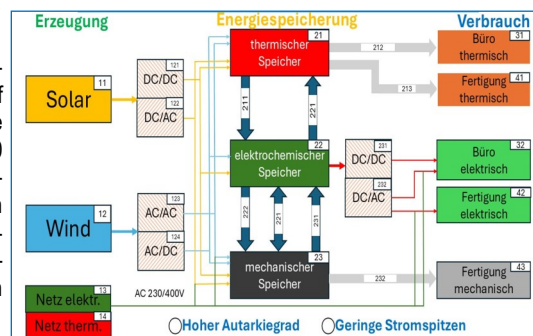 Erzeugung
Energiespeicherung
Verbrauch
11
Solar
121
DC/DC
122
DC/AC
12
Wind
123
AC/AC
124
AC/DC
13
Netz elektr.
14
Netz therm.
AC 230/400V
21
thermischer
Speicher
211
221
22
elektrochemischer
Speicher
222
221
231
23
mechanischer
Speicher
212
213
231
DC/DC
232
DC/AC
232
31
Büro
thermisch
41
Fertigung
thermisch
32
Büro
elektrisch
42
Fertigung
elektrisch
43
Fertigung
mechanisch
Hoher Autarkiegrad
Geringe Stromspitzen